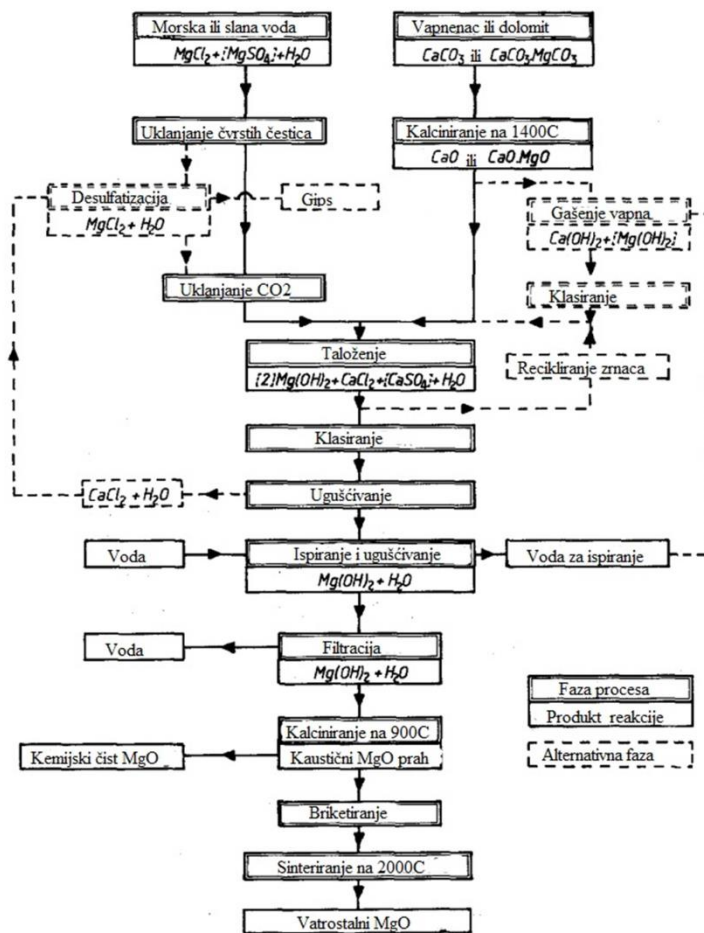 Morska ili slana voda
MgCl₂+¡MgSO₄¡+H₂O
Vapnenac ili dolomit
CaCO₃ ili CaCO₃.MgCO₃
Uklanjanje čvrstih čestica
Kalciniranje na 1400C
CaO ili CaO.MgO
Desulfatizacija
MgCl₂ + H₂O
Gips
Gašenje vapna
Ca(OH)₂+¡Mg(OH)₂¡
Uklanjanje CO2
Klasiranje
Taloženje
¡2¡Mg(OH)₂+CaCl₂+¡CaSO₄¡+H₂O
Recikliranje zrnaca
Klasiranje
CaCl₂ + H₂O
Ugušćivanje
Voda
Ispiranje i ugušćivanje
Mg(OH)₂ + H₂O
Voda za ispiranje
Voda
Filtracija
Mg(OH)₂ + H₂O
Faza procesa
Produkt reakcije
Kalciniranje na 900C
Kemijski čist MgO
Kaustični MgO prah
Alternativna faza
Briketiranje
Sinteriranje na 2000C
Vatrostalni MgO